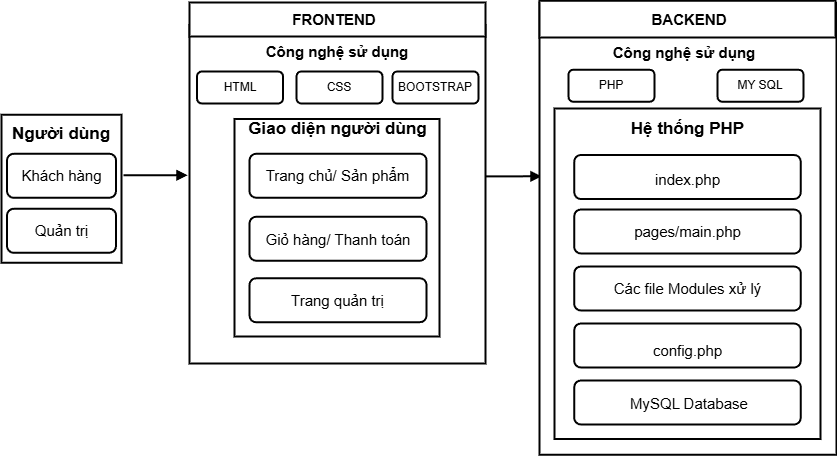 Người dùng
Khách hàng
Quản trị
FRONTEND
Công nghệ sử dụng
HTML
CSS
BOOTSTRAP
Giao diện người dùng
Trang chủ/ Sản phẩm
Giỏ hàng/ Thanh toán
Trang quản trị
BACKEND
Công nghệ sử dụng
PHP
MY SQL
Hệ thống PHP
index.php
pages/main.php
Các file Modules xử lý
config.php
MySQL Database